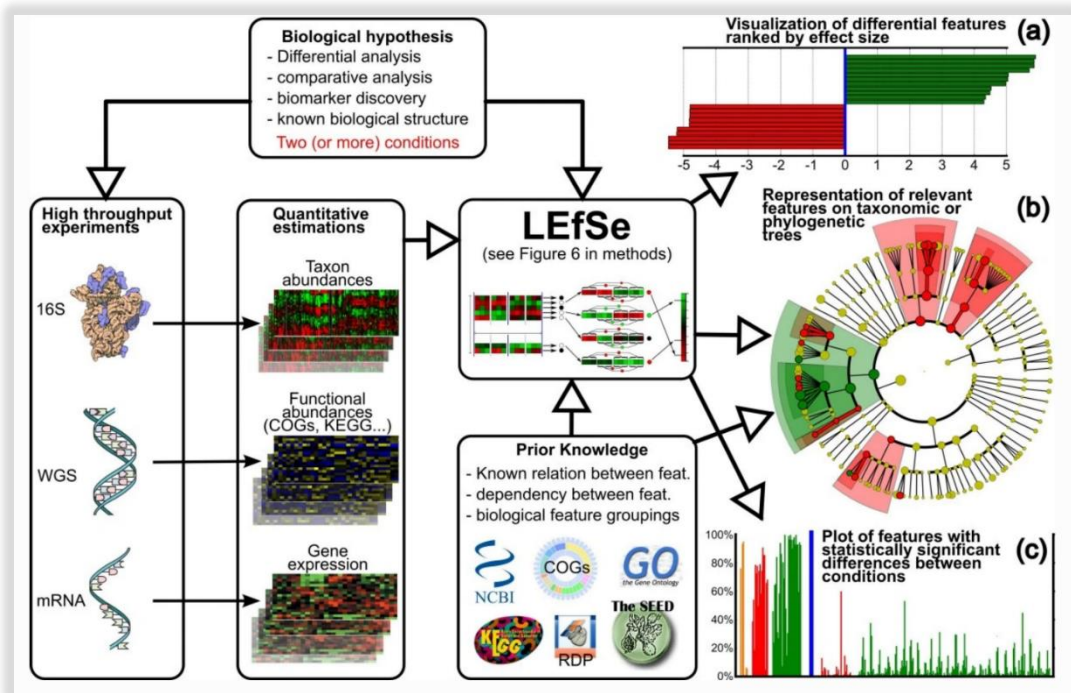 Biological hypothesis
- Differential analysis
- comparative analysis
- biomarker discovery
- known biological structure
Two (or more) conditions
Visualization of differential features
ranked by effect size
(a)
-5 -4 -3 -2 -1 0 1 2 3 4 5
High throughput
experiments
16S
WGS
mRNA
Quantitative
estimations
Taxon
abundances
Functional
abundances
(COGs, KEGG...)
Gene
expression
LEfSe
(see Figure 6 in methods)
Representation of relevant
features on taxonomic or
phylogenetic
trees
(b)
Prior Knowledge
- Known relation between feat.
- dependency between feat.
- biological feature groupings
NCBI
COGs
GO
the Gene Ontology
KEGG
RDP
The SEED
Plot of features with
statistically significant
differences between
conditions
(c)
100%
80%
60%
40%
20%
0%